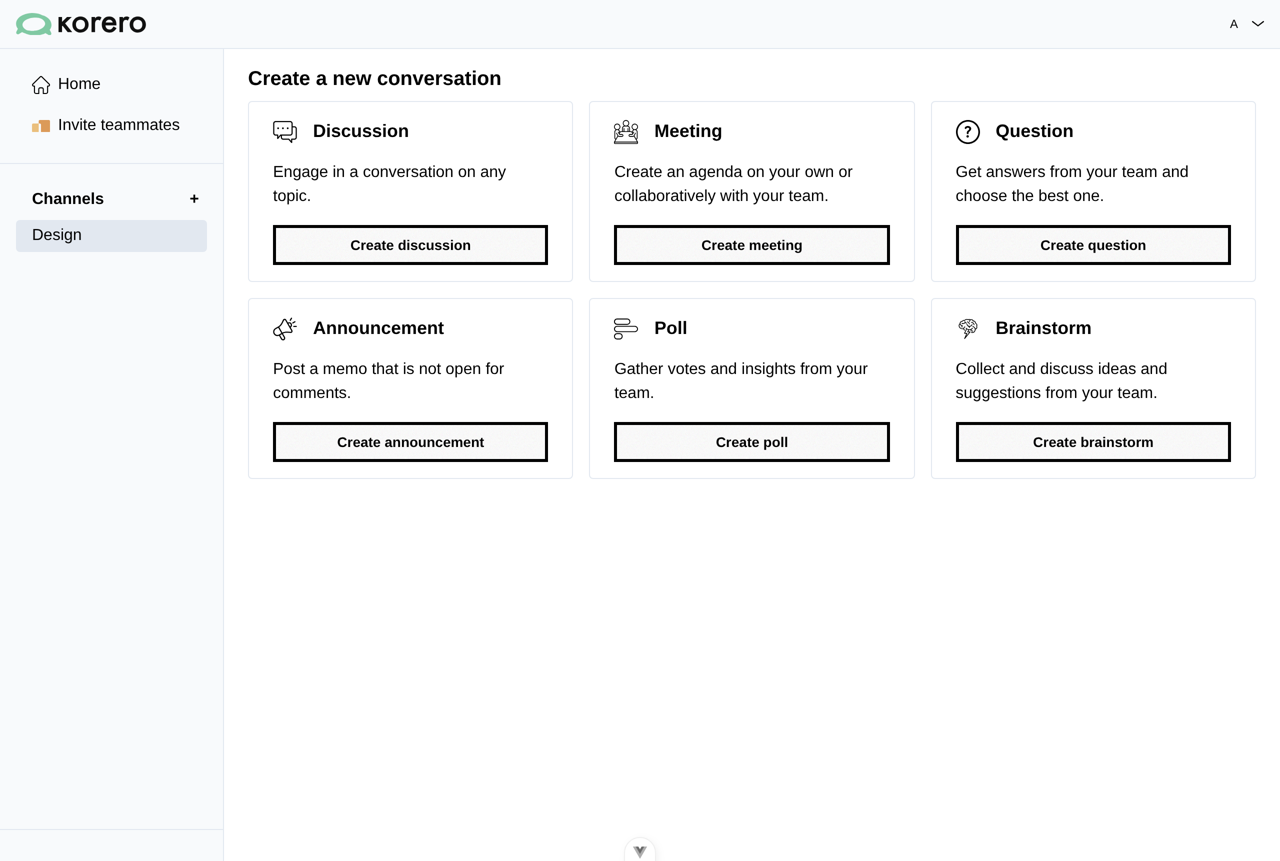 korero
A
Home
Invite teammates
Channels +
Design
Create a new conversation
Discussion
Engage in a conversation on any
topic.
Create discussion
Meeting
Create an agenda on your own or
collaboratively with your team.
Create meeting
?
Question
Get answers from your team and
choose the best one.
Create question
Announcement
Post a memo that is not open for
comments.
Create announcement
Poll
Gather votes and insights from your
team.
Create poll
Brainstorm
Collect and discuss ideas and
suggestions from your team.
Create brainstorm